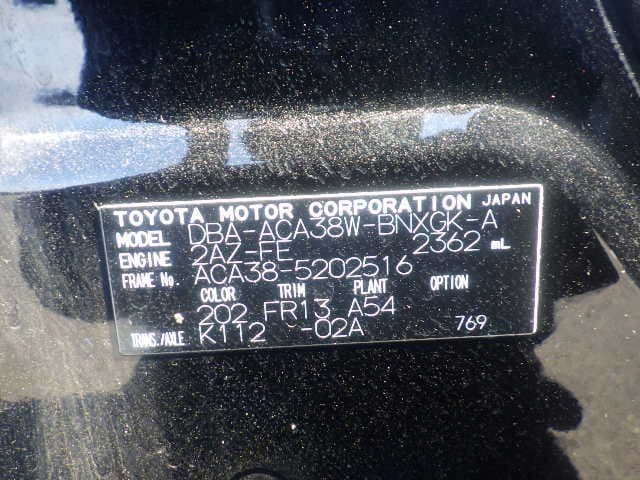 TOYOTA MOTOR CORPORATION JAPAN
MODEL DBA-ACA38W-BNXGK-A
ENGINE 2AZ-FE 2362 mL
FRAME No. ACA38-5202516
COLOR TRIM PLANT OPTION
202 FR13 A54
TRANS./AXLE K112 -02A 769